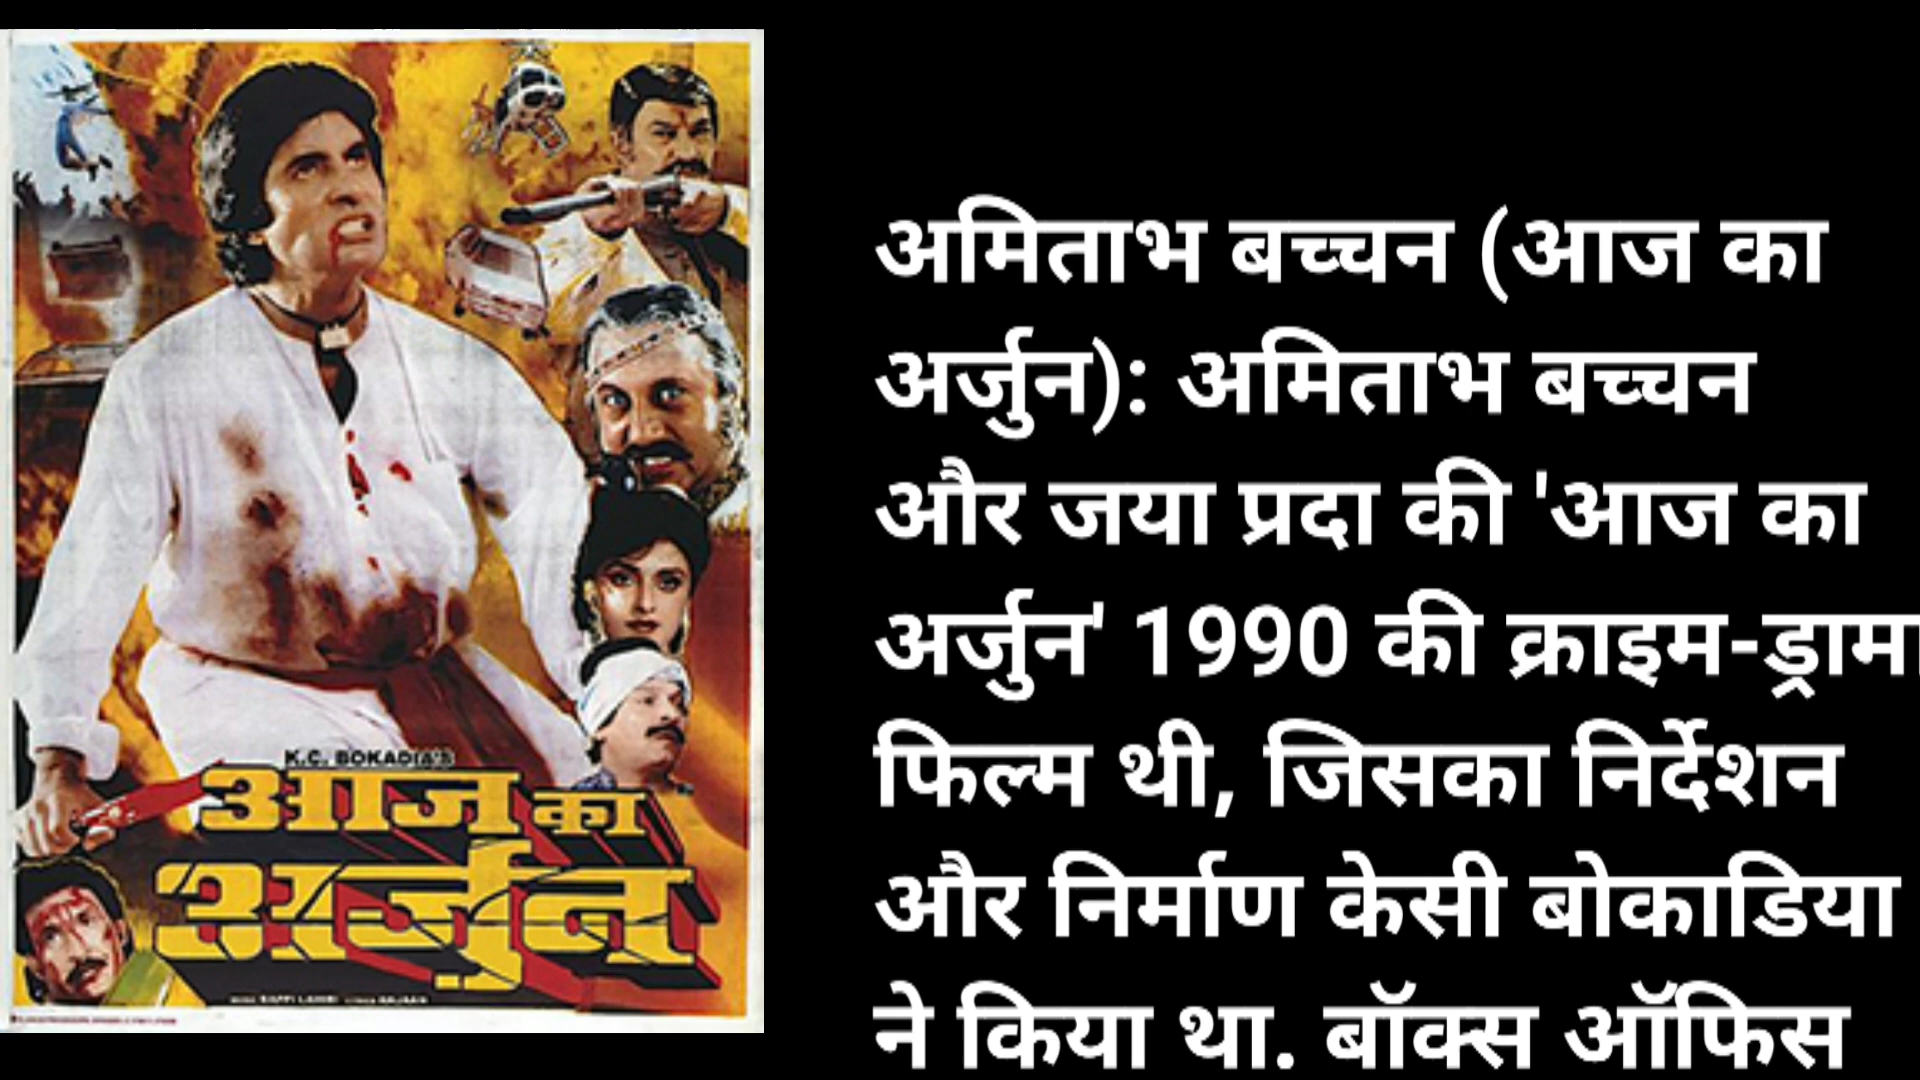 K.C. BOKADIA'S
आज का
अर्जुन
अमिताभ बच्चन (आज का
अर्जुन): अमिताभ बच्चन
और जया प्रदा की 'आज का
अर्जुन' 1990 की क्राइम-ड्रामा
फिल्म थी, जिसका निर्देशन
और निर्माण केसी बोकाडिया
ने किया था. बॉक्स ऑफिस